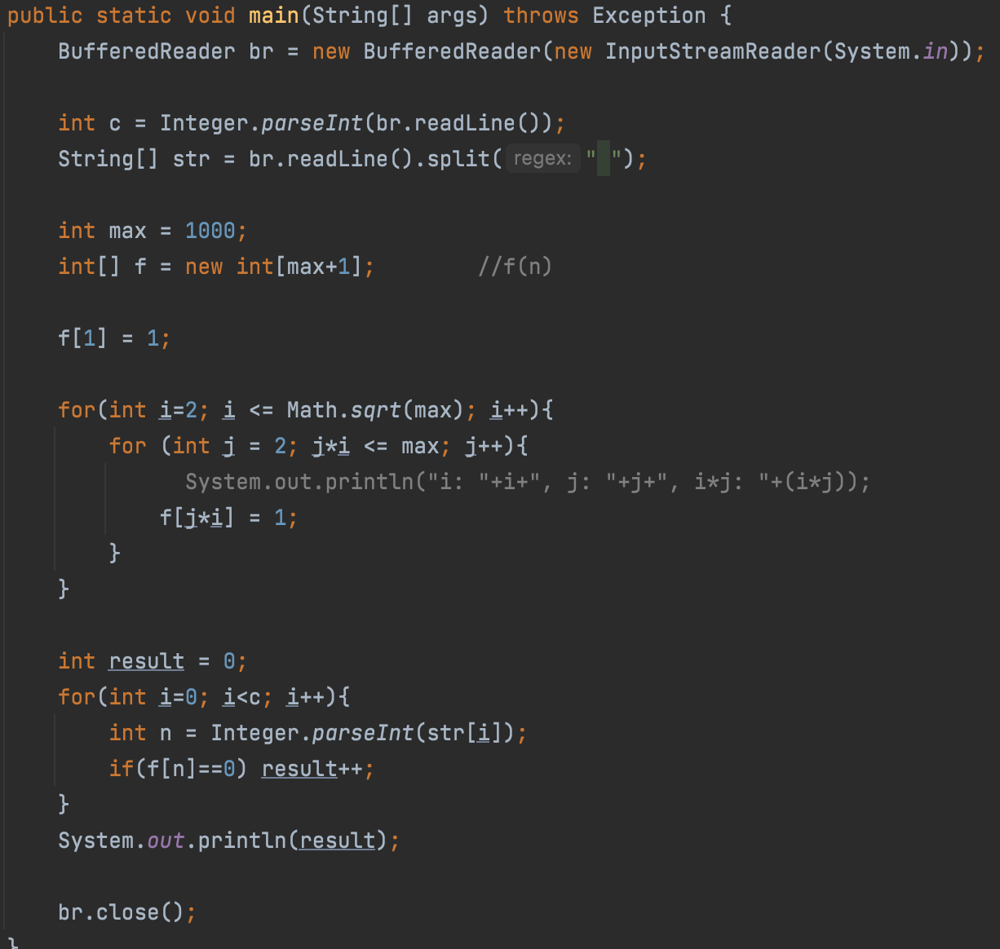 public static void main(String[] args) throws Exception {
    BufferedReader br = new BufferedReader(new InputStreamReader(System.in));
    int c = Integer.parseInt(br.readLine());
    String[] str = br.readLine().split( regex: " ");
    int max = 1000;
    int[] f = new int[max+1];        //f(n)
    f[1] = 1;
    for(int i=2; i <= Math.sqrt(max); i++){
        for (int j = 2; j*i <= max; j++){
              System.out.println("i: "+i+", j: "+j+", i*j: "+(i*j));
            f[j*i] = 1;
        }
    }
    int result = 0;
    for(int i=0; i<c; i++){
        int n = Integer.parseInt(str[i]);
        if(f[n]==0) result++;
    }
    System.out.println(result);
    br.close();
}